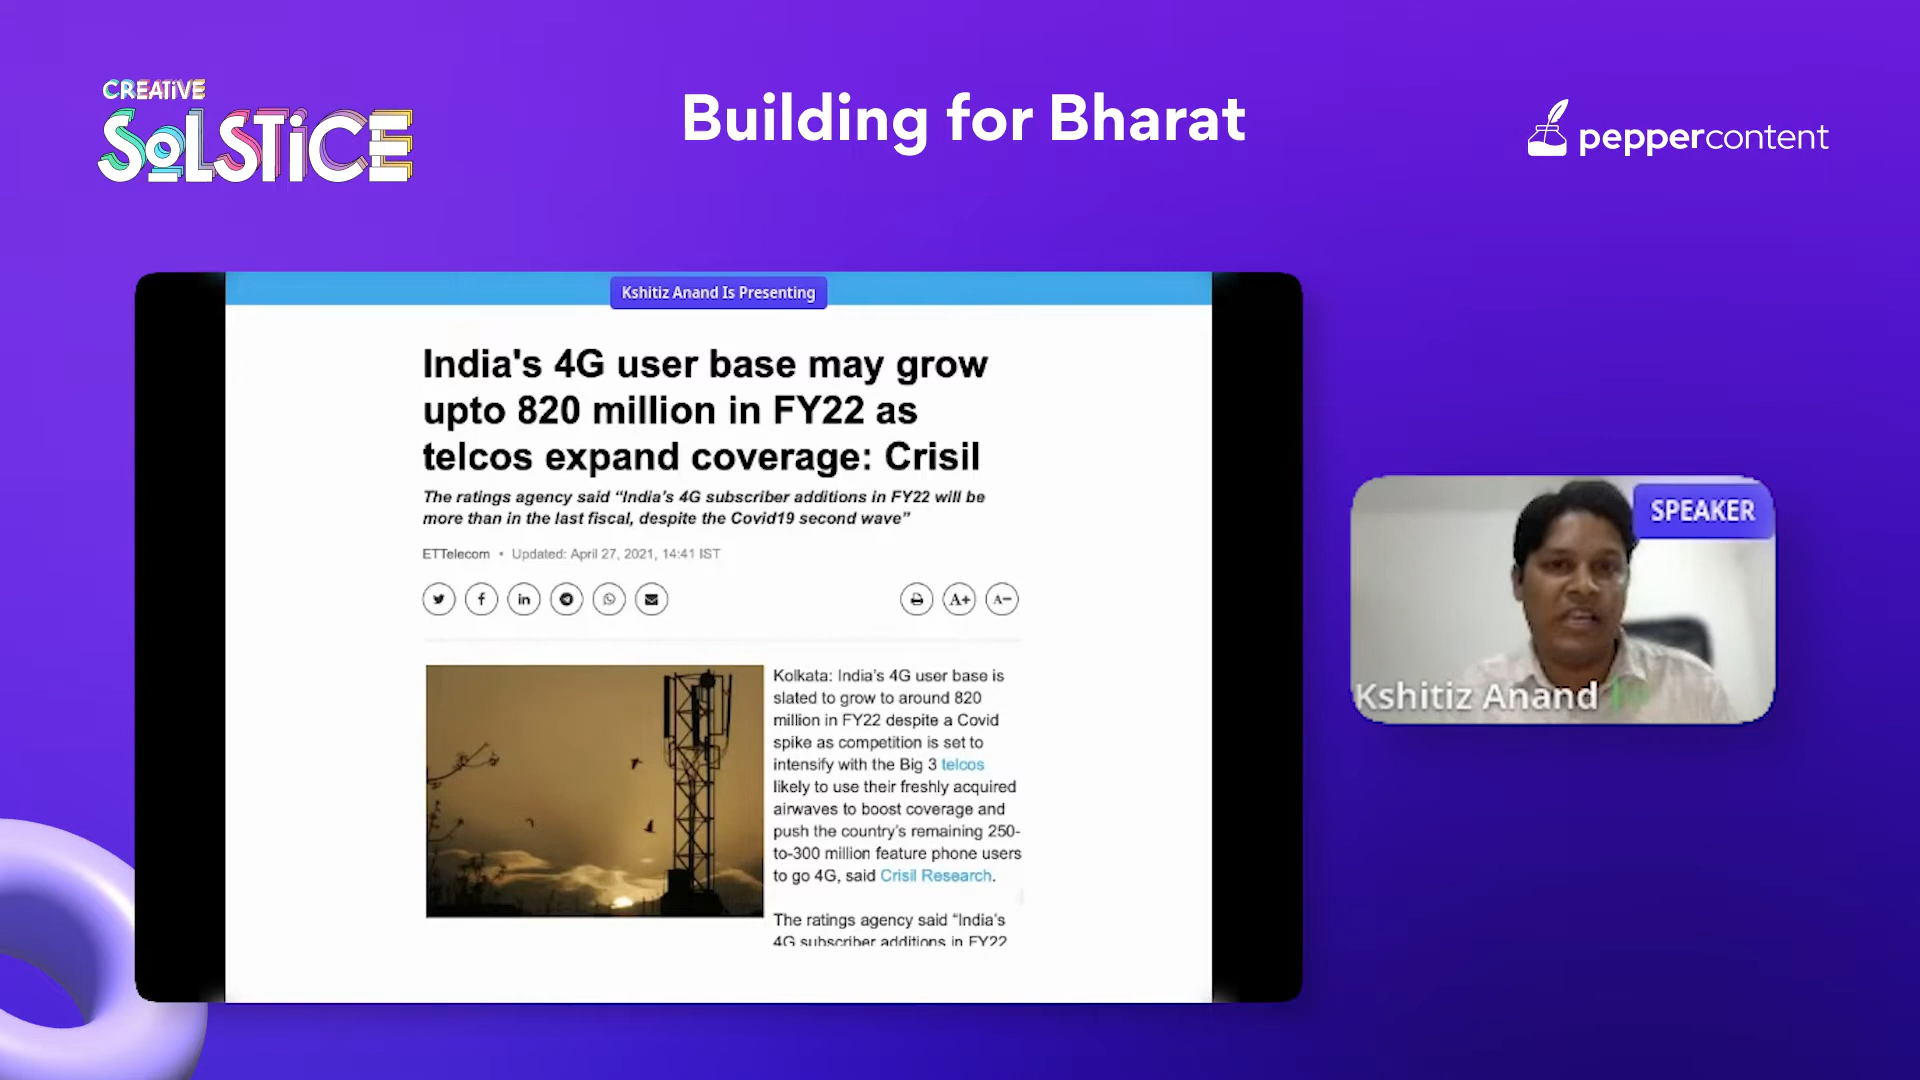 CREATiVE
SoLSTiCE
Building for Bharat
peppercontent
Kshitiz Anand Is Presenting
India's 4G user base may grow
upto 820 million in FY22 as
telcos expand coverage: Crisil
The ratings agency said “India’s 4G subscriber additions in FY22 will be
more than in the last fiscal, despite the Covid19 second wave”
ETTelecom • Updated: April 27, 2021, 14:41 IST
A+ A−
Kolkata: India’s 4G user base is
slated to grow to around 820
million in FY22 despite a Covid
spike as competition is set to
intensify with the Big 3 telcos
likely to use their freshly acquired
airwaves to boost coverage and
push the country’s remaining 250-
to-300 million feature phone users
to go 4G, said Crisil Research.
The ratings agency said “India’s
4G subscriber additions in FY22
SPEAKER
Kshitiz Anand